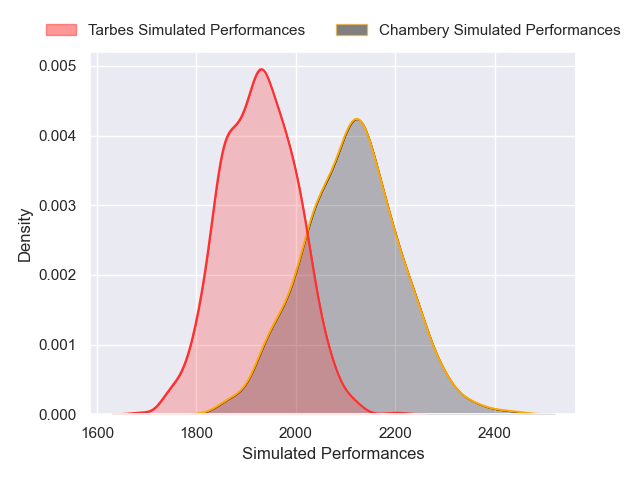 Tarbes Simulated Performances Chambery Simulated Performances
0.005
0.004
0.003
0.002
0.001
0.000
Density
1600 1800 2000 2200 2400
Simulated Performances